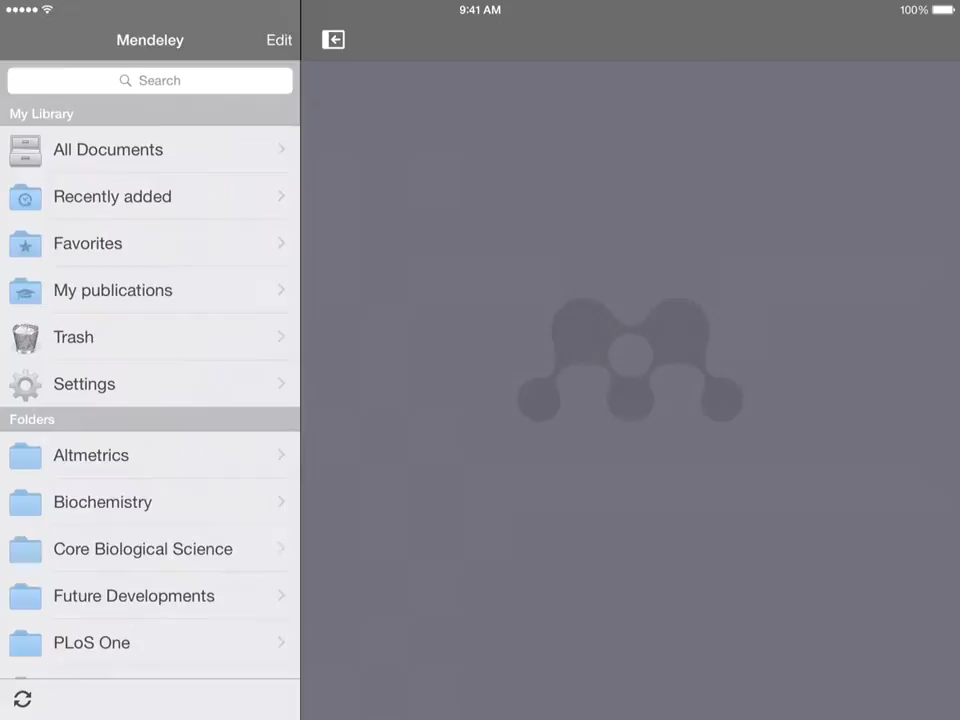 9:41 AM
100%
Mendeley
Edit
Search
My Library
All Documents
Recently added
Favorites
My publications
Trash
Settings
Folders
Altmetrics
Biochemistry
Core Biological Science
Future Developments
PLoS One